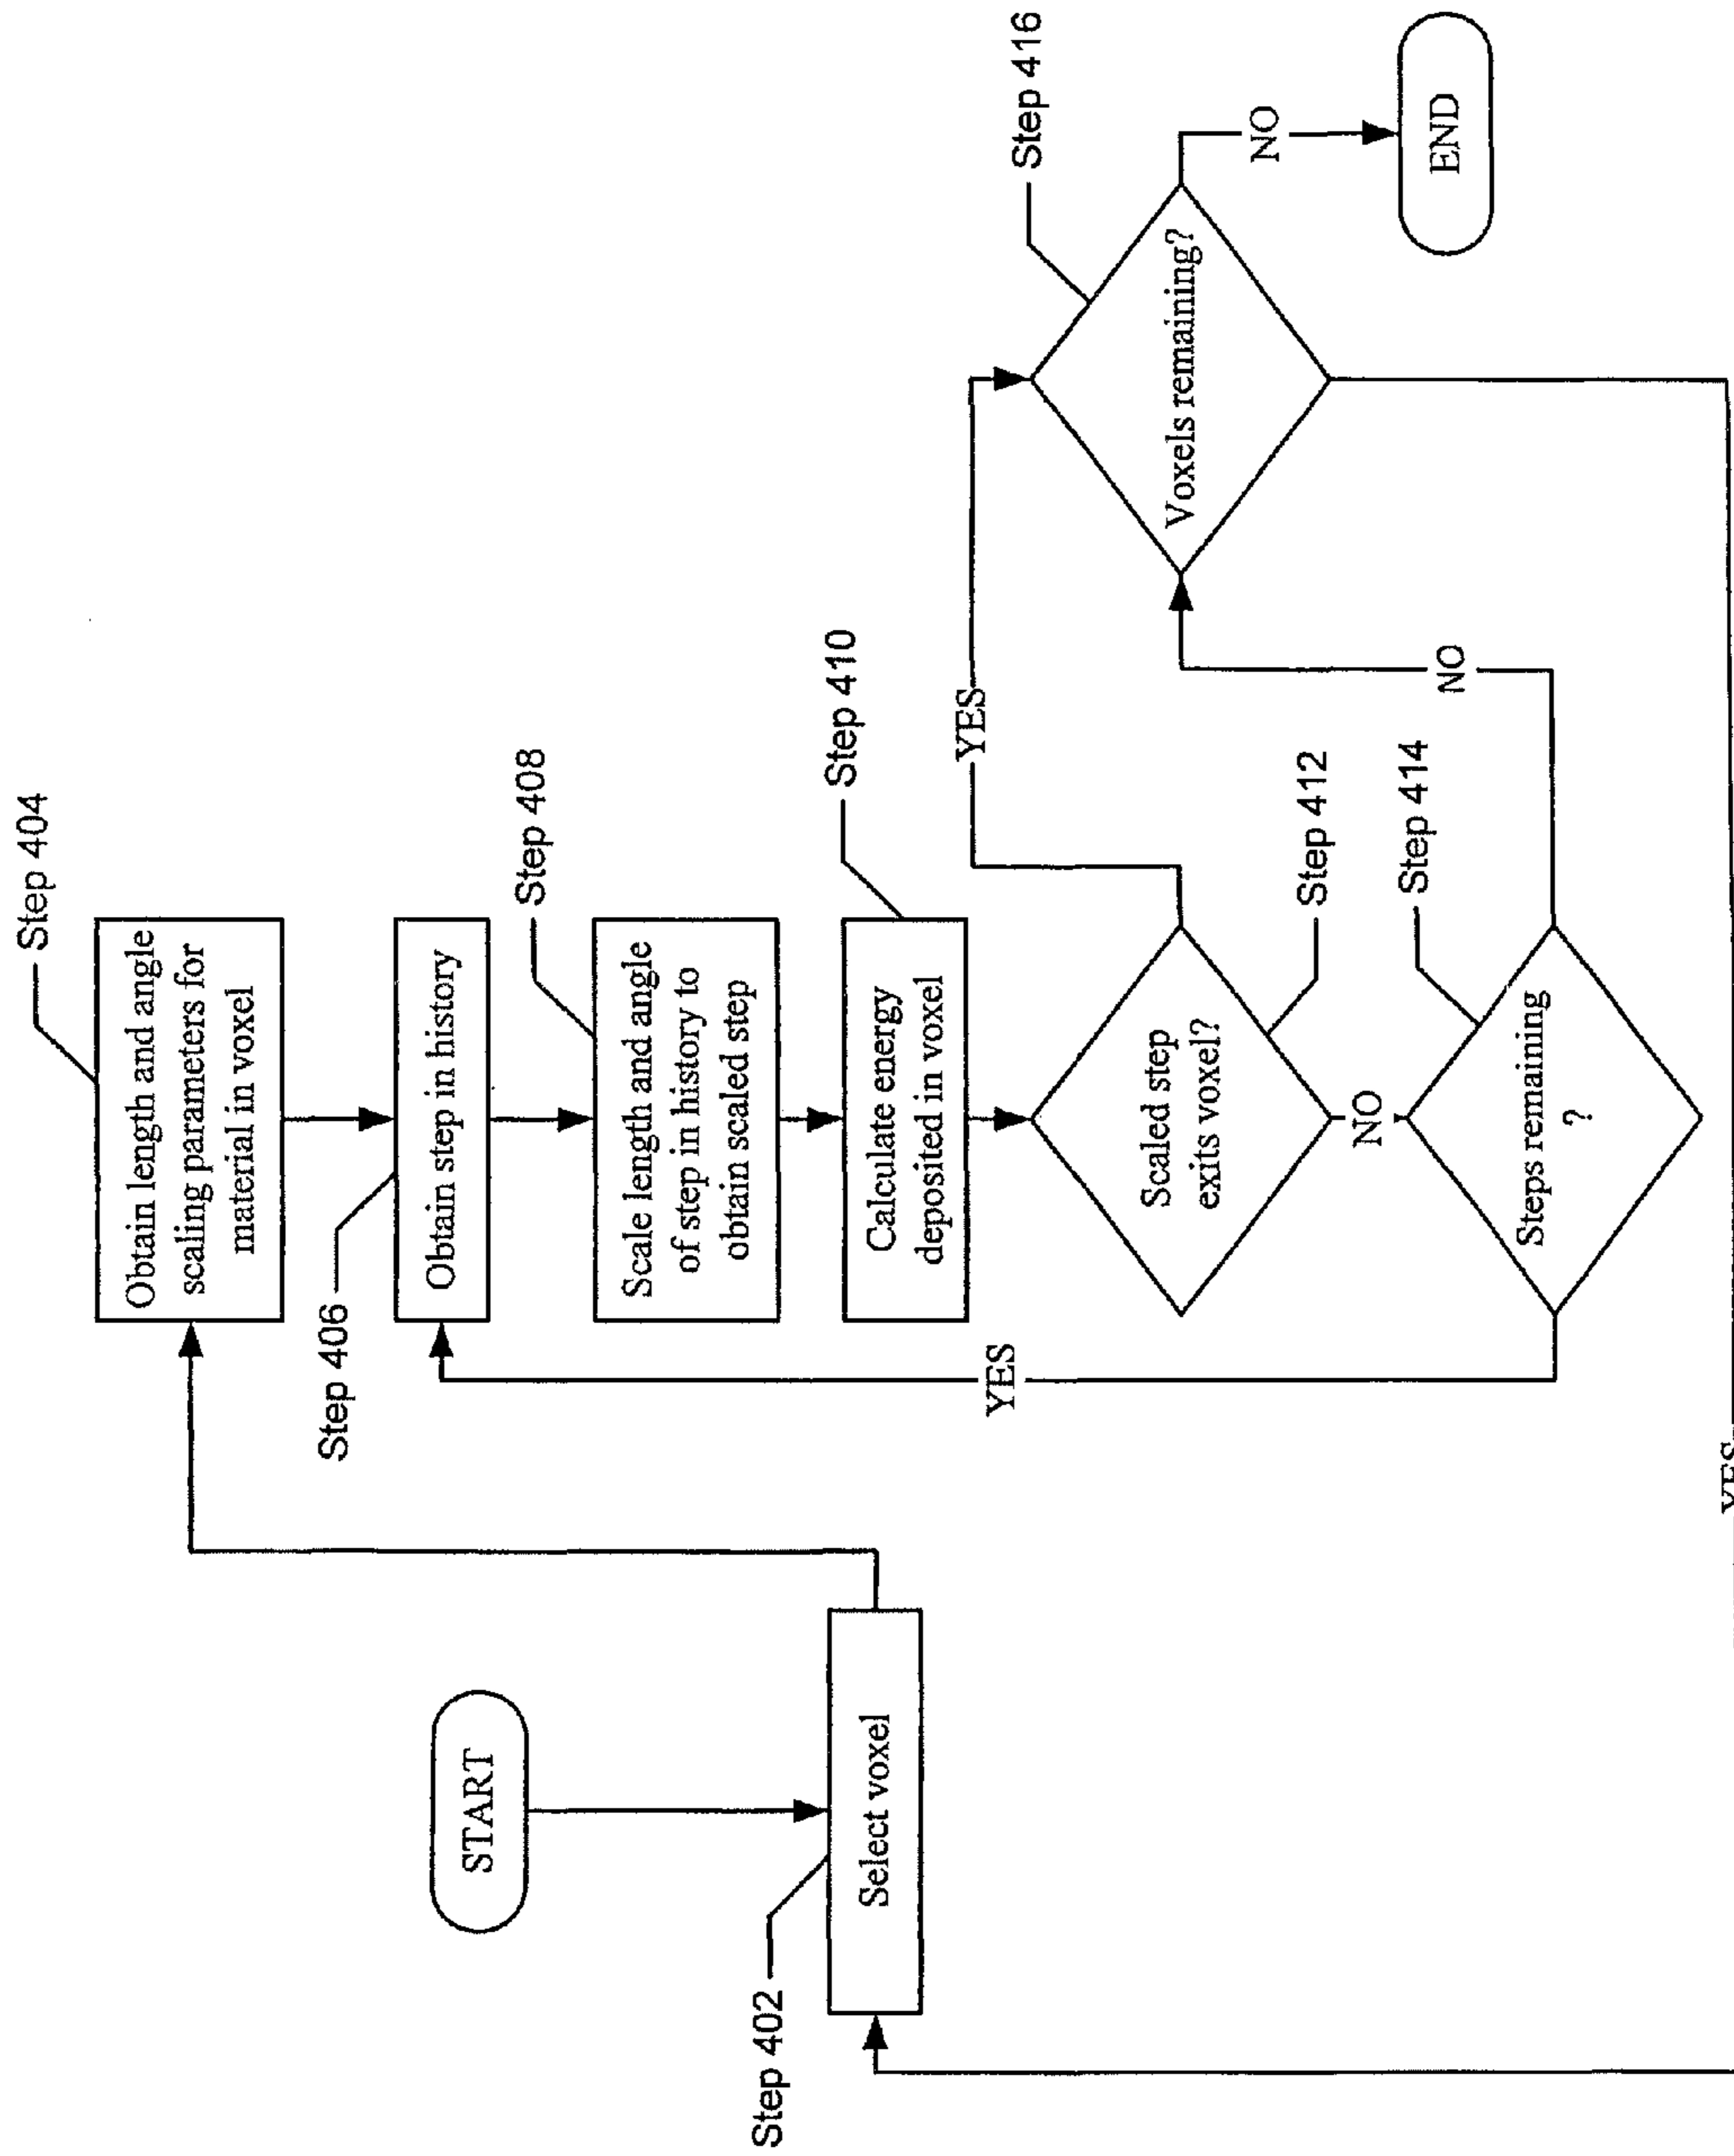 START
Step 402
Select voxel
Step 404
Obtain length and angle
scaling parameters for
material in voxel
Step 406
Obtain step in history
Step 408
Scale length and angle
of step in history to
obtain scaled step
Step 410
Calculate energy
deposited in voxel
Scaled step
exits voxel?
Step 412
YES
NO
Step 414
Steps remaining
?
YES
NO
Step 416
Voxels remaining?
NO
END
YES